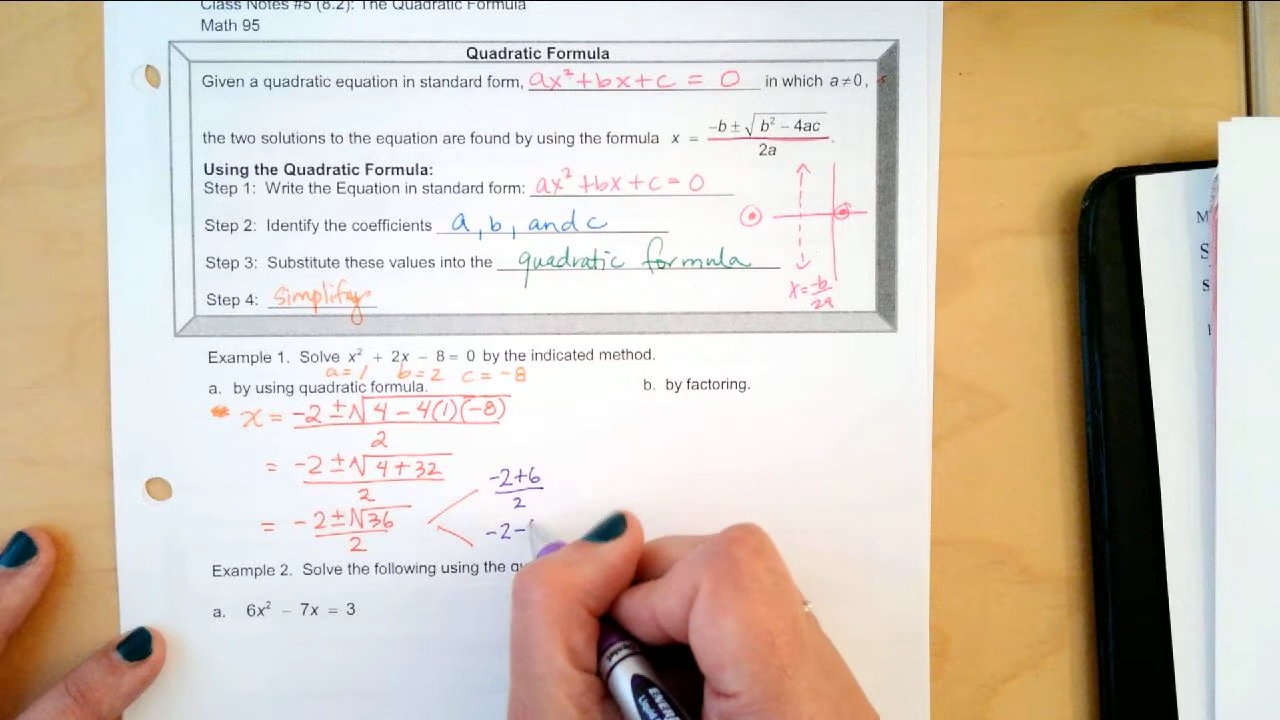 Class Notes #5 (8.2): The Quadratic Formula
Math 95
Quadratic Formula
Given a quadratic equation in standard form, ax² + bx + c = 0 in which a ≠ 0,
the two solutions to the equation are found by using the formula x = (-b ± √(b² − 4ac)) / 2a.
Using the Quadratic Formula:
Step 1: Write the Equation in standard form: ax² + bx + c = 0
Step 2: Identify the coefficients a, b, and c
Step 3: Substitute these values into the quadratic formula
x = -b / 2a
Step 4: simplify
Example 1. Solve x² + 2x − 8 = 0 by the indicated method.
a=1 b=2 c=-8
a. by using quadratic formula.
b. by factoring.
* x = (-2 ± √(4 - 4(1)(-8))) / 2
= (-2 ± √(4+32)) / 2
= (-2 ± √36) / 2
(-2+6) / 2
-2-
Example 2. Solve the following using the
a. 6x² − 7x = 3